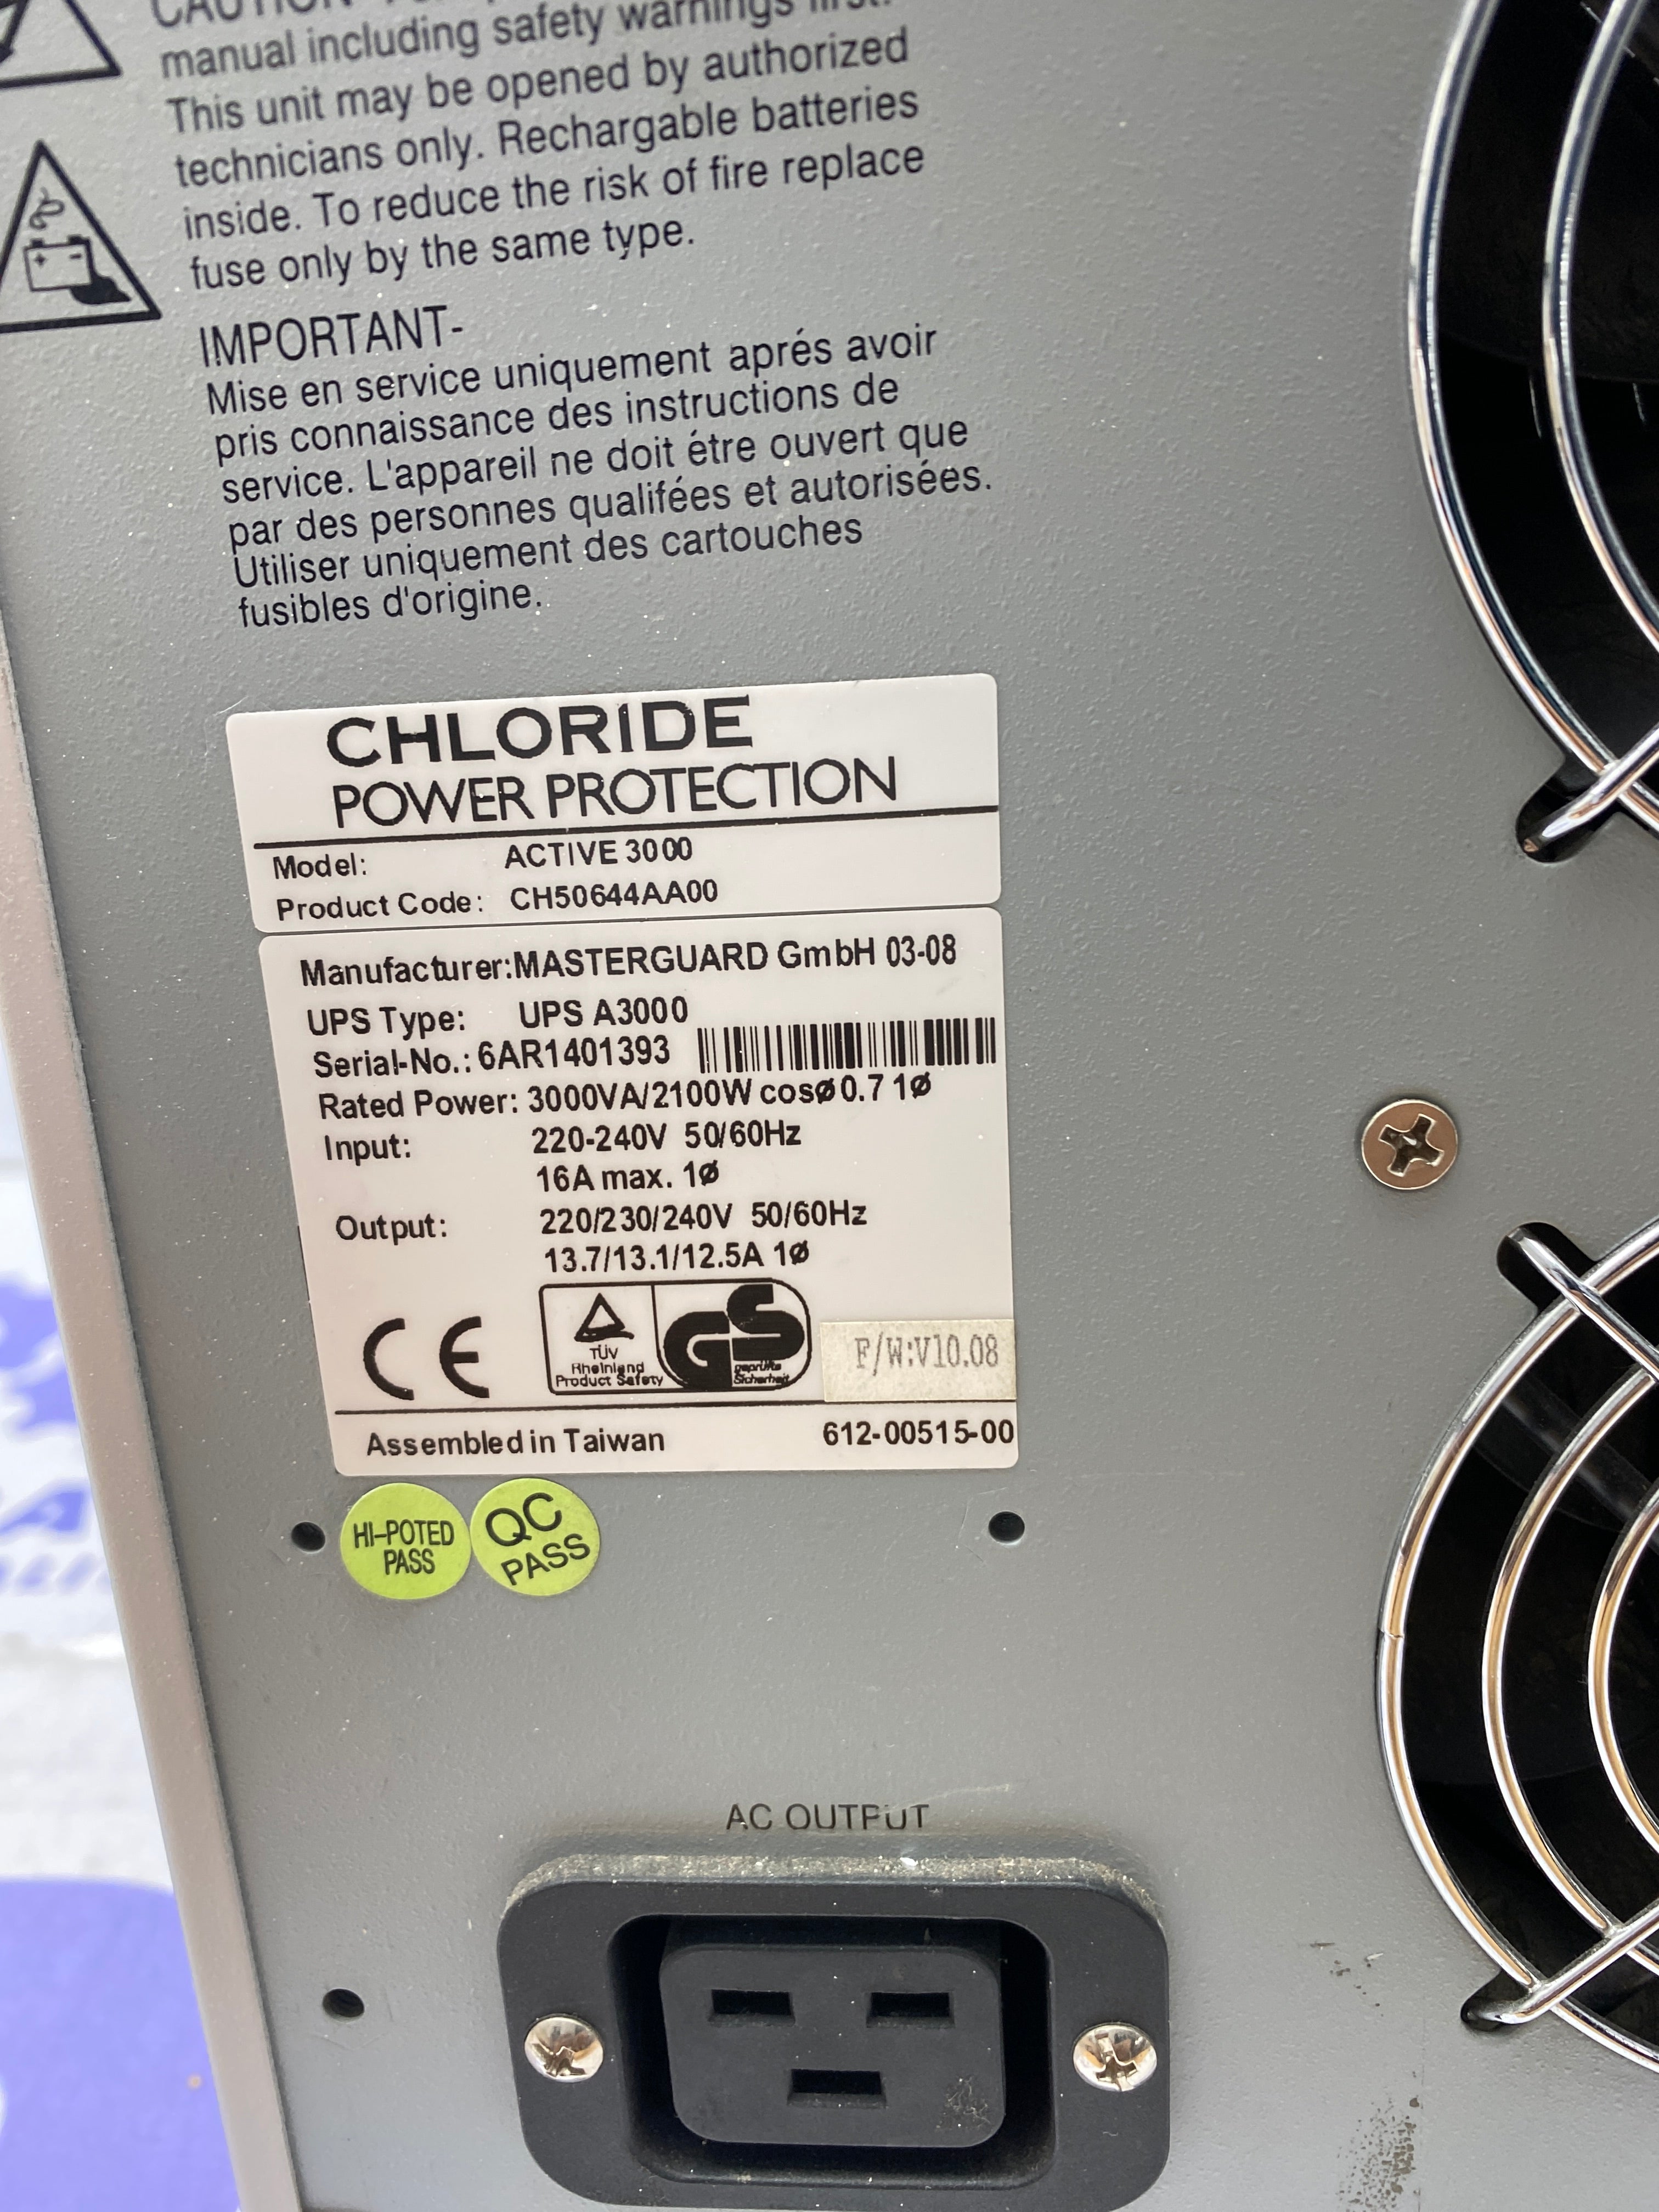 CAUTION
manual including safety warnings first.
This unit may be opened by authorized
technicians only. Rechargable batteries
inside. To reduce the risk of fire replace
fuse only by the same type.
IMPORTANT-
Mise en service uniquement aprés avoir
pris connaissance des instructions de
service. L'appareil ne doit étre ouvert que
par des personnes qualifées et autorisées.
Utiliser uniquement des cartouches
fusibles d'origine.
CHLORIDE
POWER PROTECTION
Model: ACTIVE 3000
Product Code: CH50644AA00
Manufacturer:MASTERGUARD GmbH 03-08
UPS Type: UPS A3000
Serial-No.: 6AR1401393
Rated Power: 3000VA/2100W cosø 0.7 1ø
Input: 220-240V 50/60Hz
16A max. 1ø
Output: 220/230/240V 50/60Hz
13.7/13.1/12.5A 1ø
CE
TÜV
Rheinland
Product Safety
GS
geprüfte
Sicherheit
F/W:V10.08
Assembled in Taiwan 612-00515-00
HI-POTED
PASS
QC
PASS
AC OUTPUT